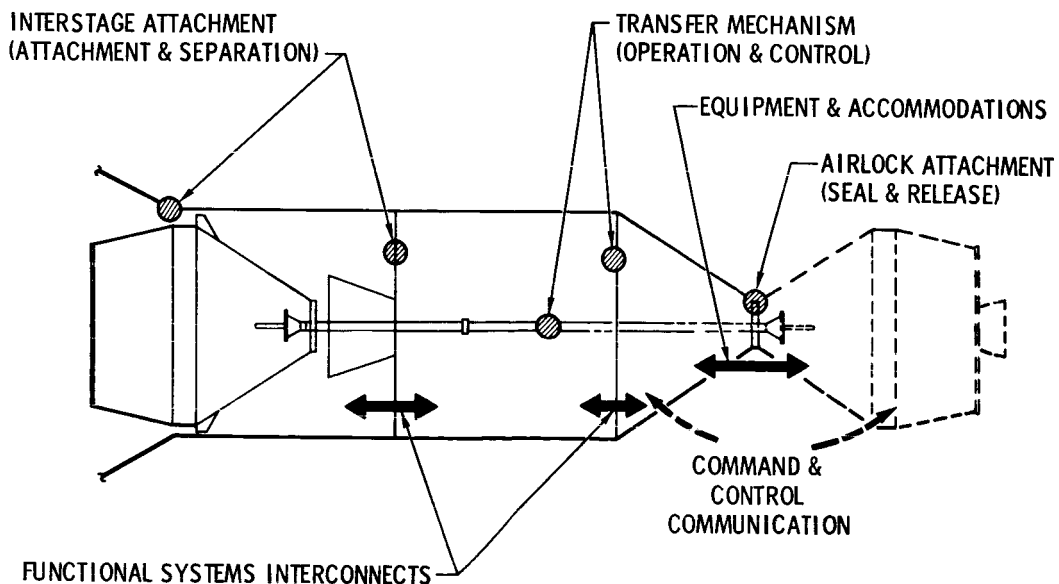 INTERSTAGE ATTACHMENT
(ATTACHMENT & SEPARATION)
TRANSFER MECHANISM
(OPERATION & CONTROL)
EQUIPMENT & ACCOMMODATIONS
AIRLOCK ATTACHMENT
(SEAL & RELEASE)
COMMAND &
CONTROL
COMMUNICATION
FUNCTIONAL SYSTEMS INTERCONNECTS